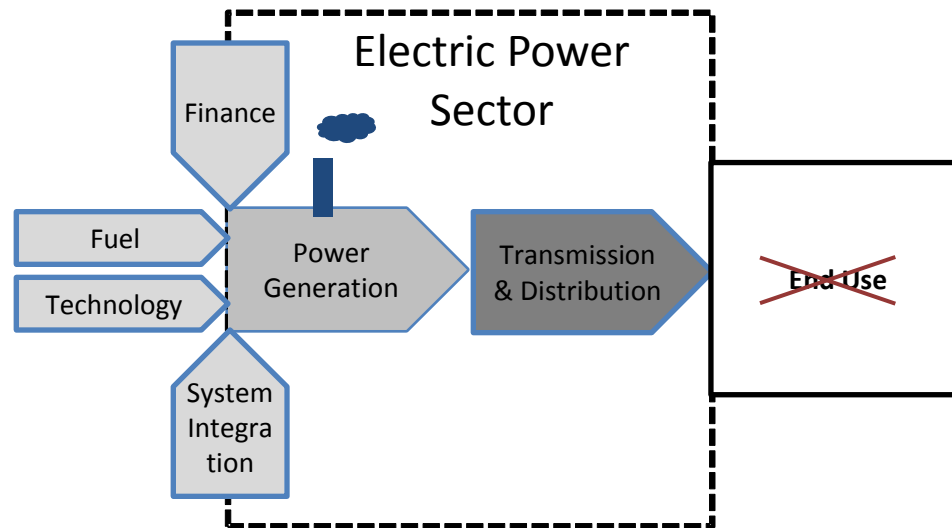 Electric Power
Sector
Finance
Fuel
Technology
System
Integra
tion
Power
Generation
Transmission
& Distribution
End Use